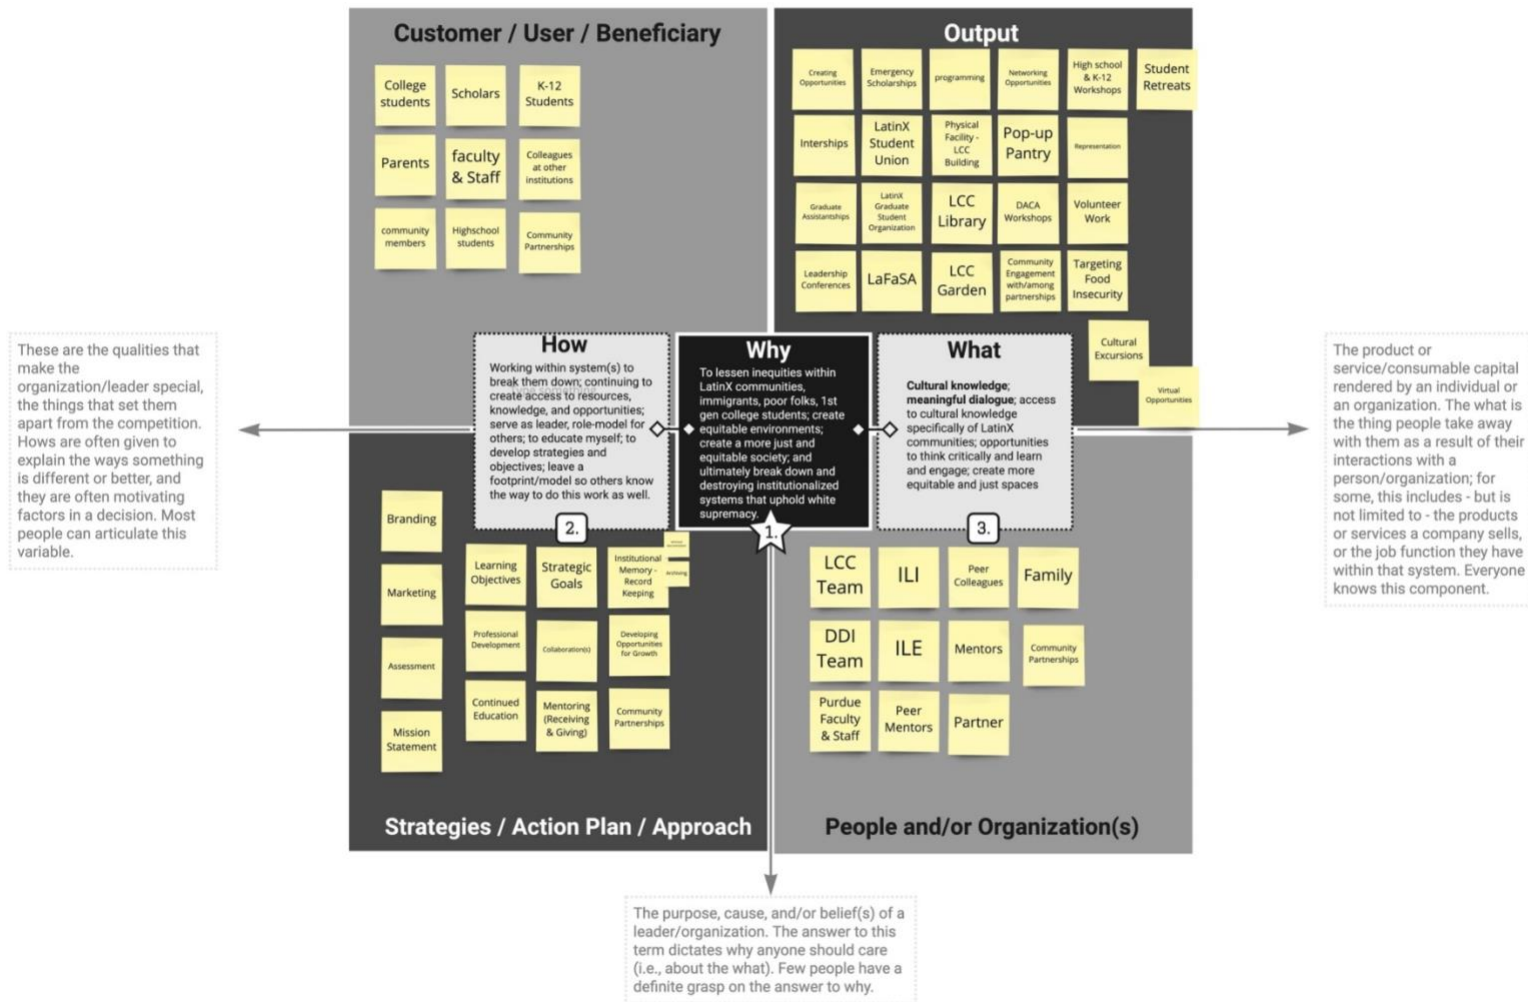 Customer / User / Beneficiary
College
students
Scholars
K-12
Students
Parents
faculty
& Staff
Colleagues
at other
institutions
community
members
Highschool
students
Community
Partnerships
Output
Creating
Opportunities
Emergency
Scholarships
programming
Networking
Opportunities
High school
& K-12
Workshops
Student
Retreats
Interships
LatinX
Student
Union
Physical
Facility -
LCC
Building
Pop-up
Pantry
Representation
Graduate
Assistantships
LatinX
Graduate
Student
Organization
LCC
Library
DACA
Workshops
Volunteer
Work
Leadership
Conferences
LaFaSA
LCC
Garden
Community
Engagement
with/among
partnerships
Targeting
Food
Insecurity
Cultural
Excursions
Virtual
Opportunities
These are the qualities that
make the
organization/leader special,
the things that set them
apart from the competition.
Hows are often given to
explain the ways something
is different or better, and
they are often motivating
factors in a decision. Most
people can articulate this
variable.
How
Working within system(s) to
break them down; continuing to
create access to resources,
knowledge, and opportunities;
serve as leader, role-model for
others; to educate myself; to
develop strategies and
objectives; leave a
footprint/model so others know
the way to do this work as well.
2.
Why
To lessen inequities within
LatinX communities,
immigrants, poor folks, 1st
gen college students; create
equitable environments;
create a more just and
equitable society; and
ultimately break down and
destroying institutionalized
systems that uphold white
supremacy.
1.
What
Cultural knowledge;
meaningful dialogue; access
to cultural knowledge
specifically of LatinX
communities; opportunities
to think critically and learn
and engage; create more
equitable and just spaces
3.
The product or
service/consumable capital
rendered by an individual or
an organization. The what is
the thing people take away
with them as a result of their
interactions with a
person/organization; for
some, this includes - but is
not limited to - the products
or services a company sells,
or the job function they have
within that system. Everyone
knows this component.
Branding
Marketing
Assessment
Mission
Statement
Learning
Objectives
Strategic
Goals
Institutional
Memory -
Record
Keeping
Archiving
Professional
Development
Collaboration(s)
Developing
Opportunities
for Growth
Continued
Education
Mentoring
(Receiving
& Giving)
Community
Partnerships
Strategies / Action Plan / Approach
LCC
Team
ILI
Peer
Colleagues
Family
DDI
Team
ILE
Mentors
Community
Partnerships
Purdue
Faculty
& Staff
Peer
Mentors
Partner
People and/or Organization(s)
The purpose, cause, and/or belief(s) of a
leader/organization. The answer to this
term dictates why anyone should care
(i.e., about the what). Few people have a
definite grasp on the answer to why.